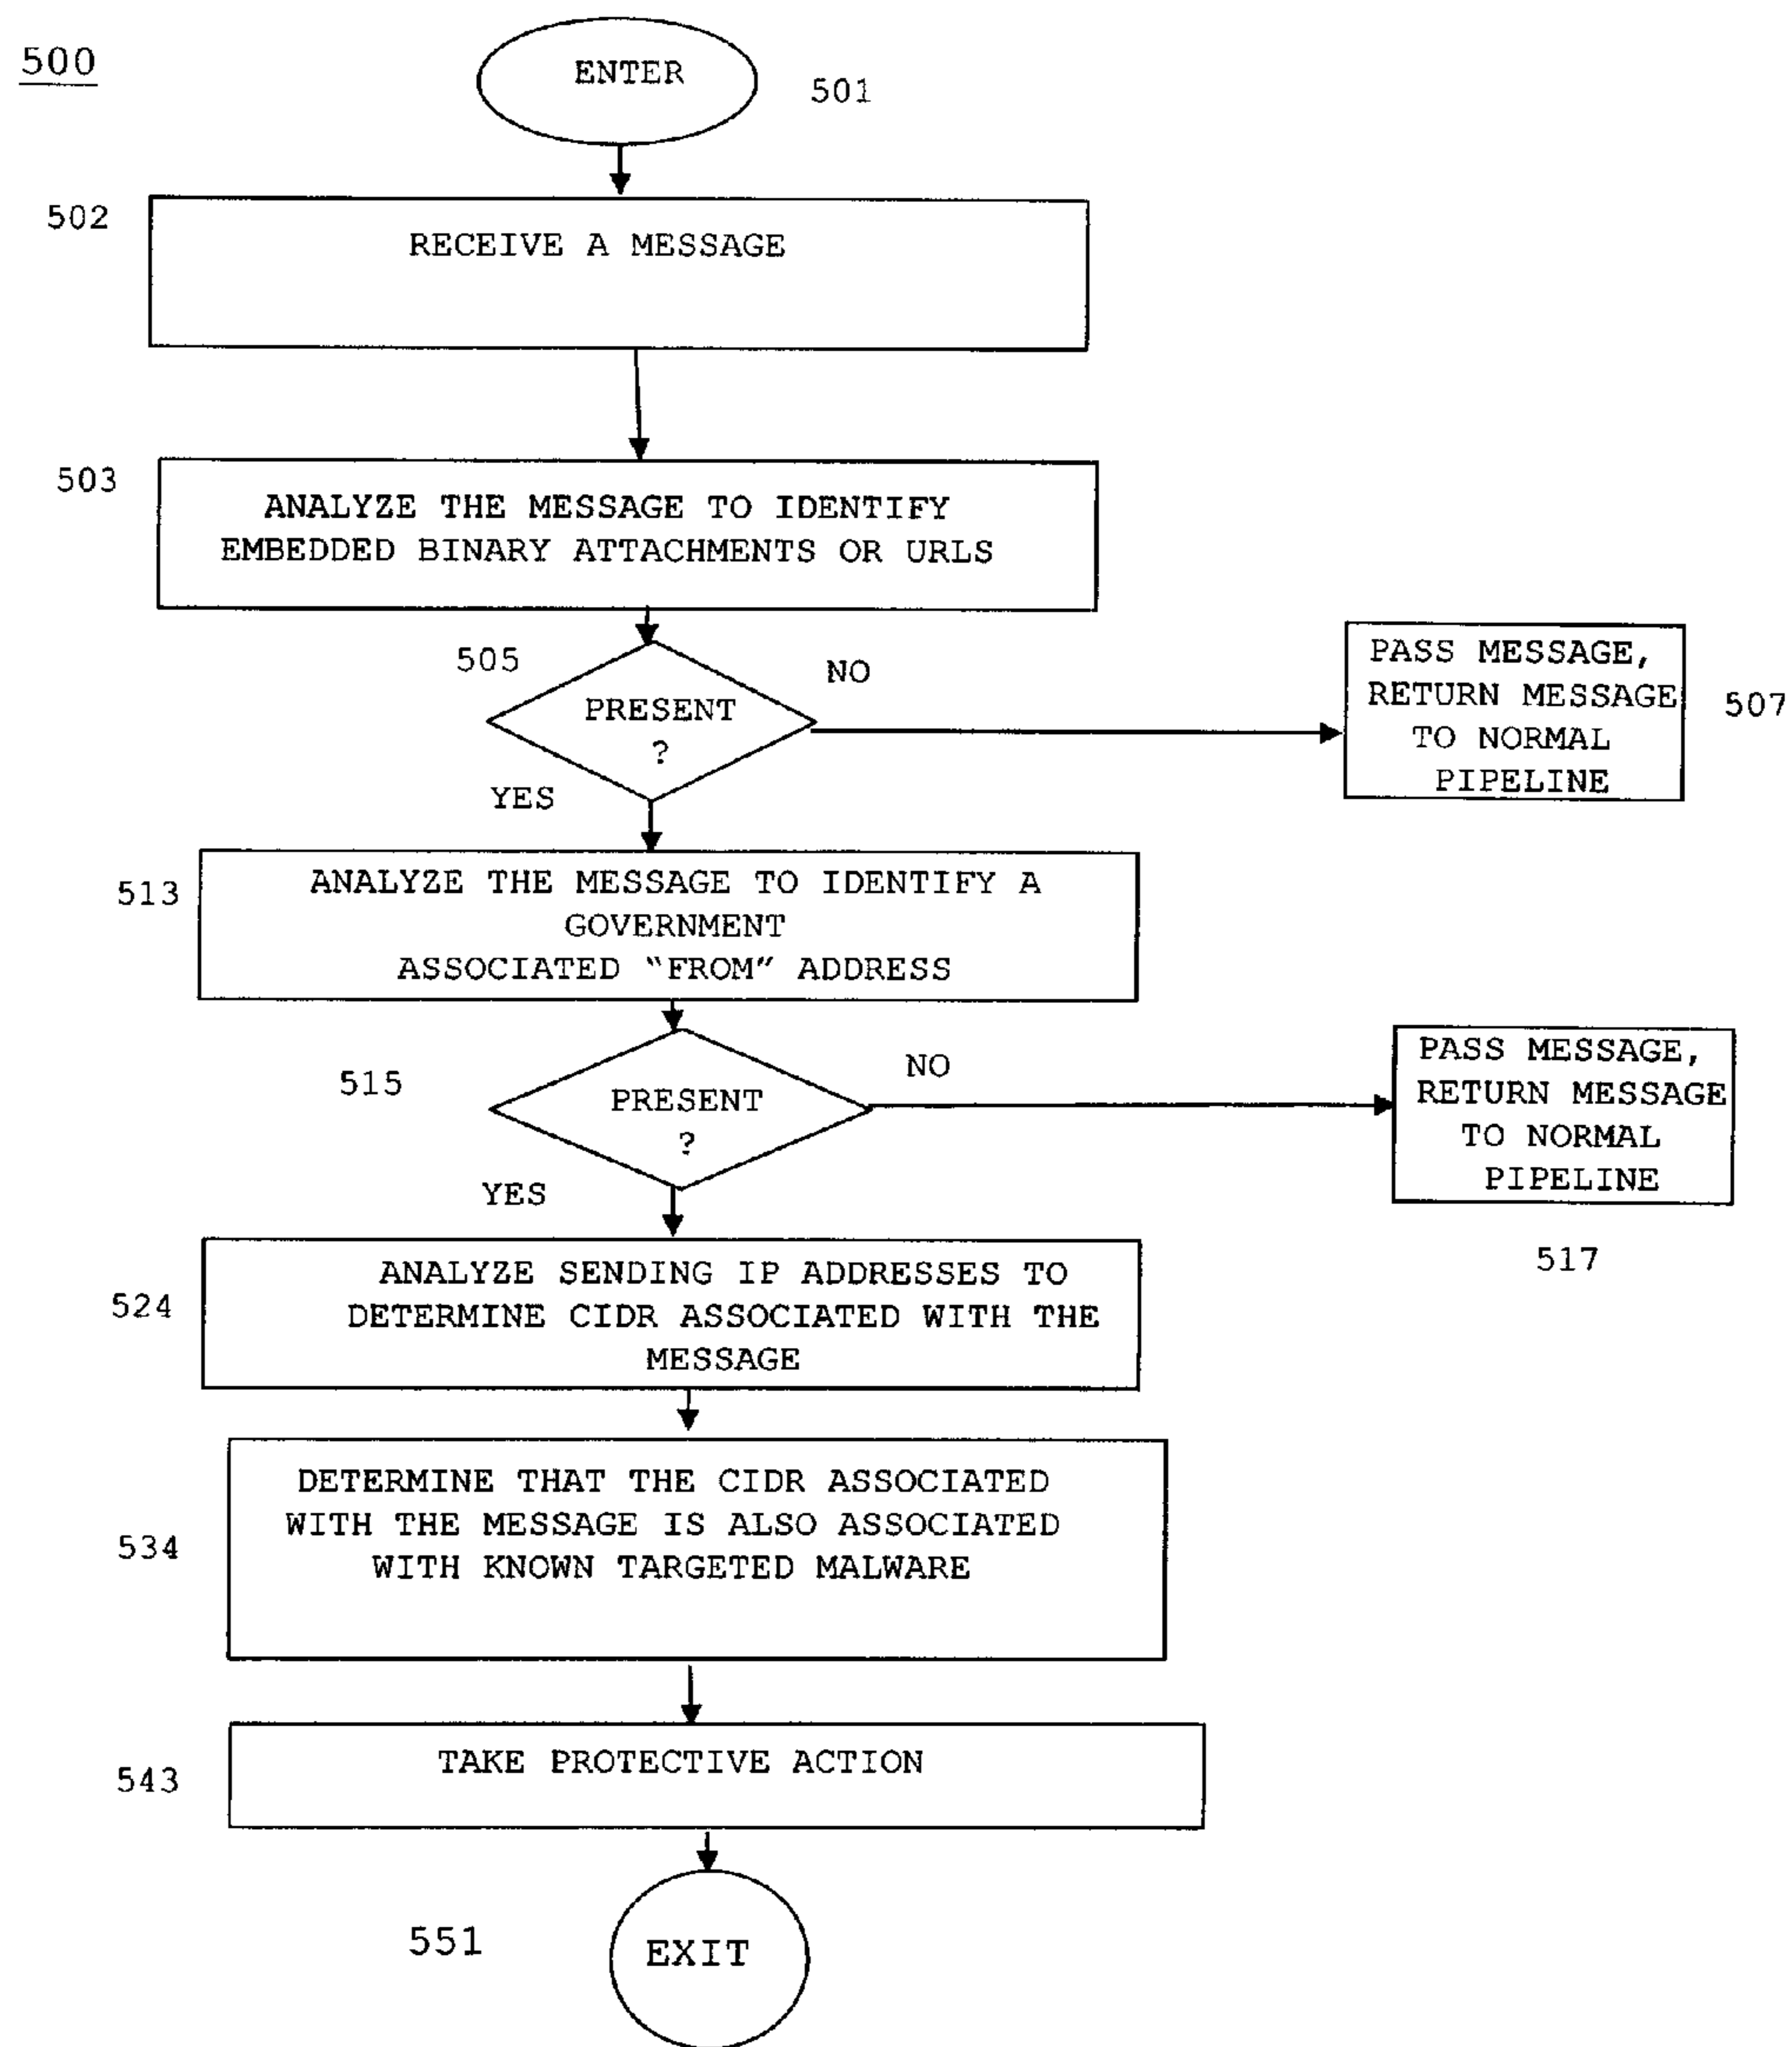 500
ENTER
501
502
RECEIVE A MESSAGE
503
ANALYZE THE MESSAGE TO IDENTIFY
EMBEDDED BINARY ATTACHMENTS OR URLS
505
NO
PRESENT
?
YES
PASS MESSAGE,
RETURN MESSAGE
TO NORMAL
PIPELINE
507
513
ANALYZE THE MESSAGE TO IDENTIFY A
GOVERNMENT
ASSOCIATED “FROM” ADDRESS
515
NO
PRESENT
?
YES
PASS MESSAGE,
RETURN MESSAGE
TO NORMAL
PIPELINE
517
524
ANALYZE SENDING IP ADDRESSES TO
DETERMINE CIDR ASSOCIATED WITH THE
MESSAGE
534
DETERMINE THAT THE CIDR ASSOCIATED
WITH THE MESSAGE IS ALSO ASSOCIATED
WITH KNOWN TARGETED MALWARE
543
TAKE PROTECTIVE ACTION
551
EXIT